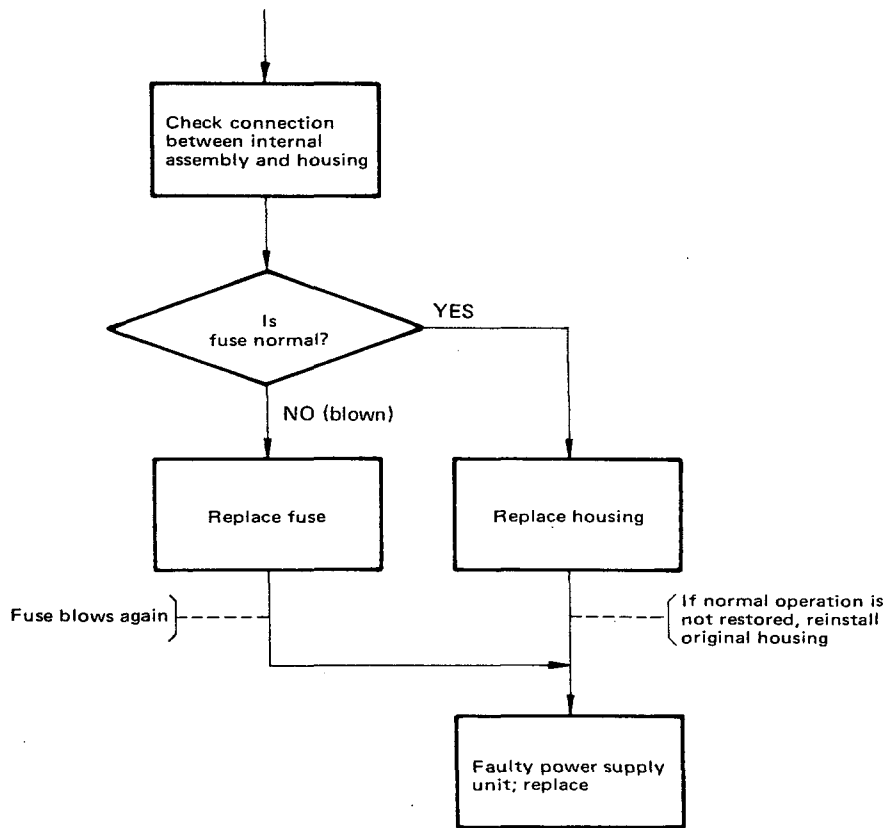 Check connection
between internal
assembly and housing
Is
fuse normal?
YES
NO (blown)
Replace fuse
Replace housing
Fuse blows again
If normal operation is
not restored, reinstall
original housing
Faulty power supply
unit; replace